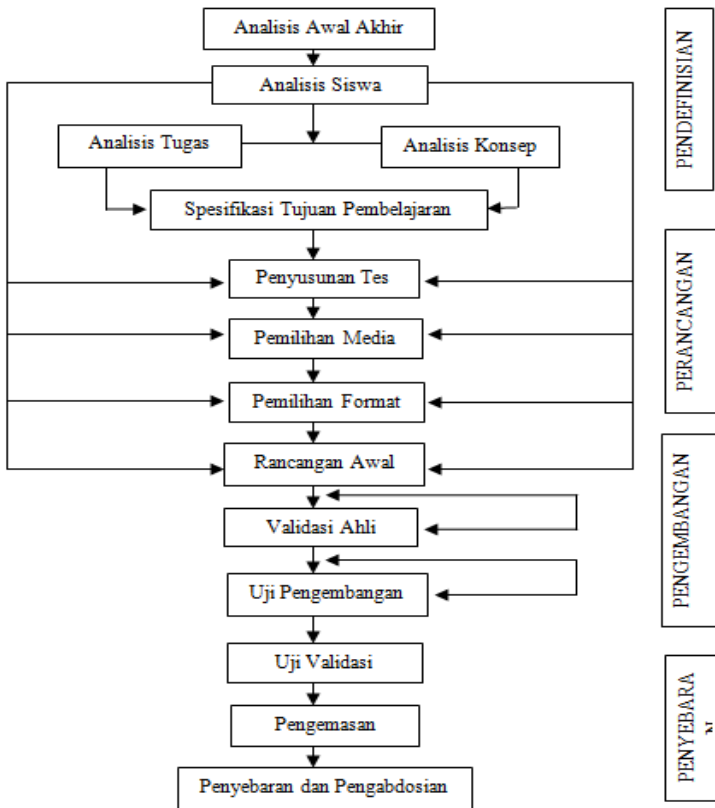 Analisis Awal Akhir
Analisis Siswa
Analisis Tugas
Analisis Konsep
Spesifikasi Tujuan Pembelajaran
Penyusunan Tes
Pemilihan Media
Pemilihan Format
Rancangan Awal
Validasi Ahli
Uji Pengembangan
Uji Validasi
Pengemasan
Penyebaran dan Pengabdosian
PENDEFINISIAN
PERANCANGAN
PENGEMBANGAN
PENYEBARA
N